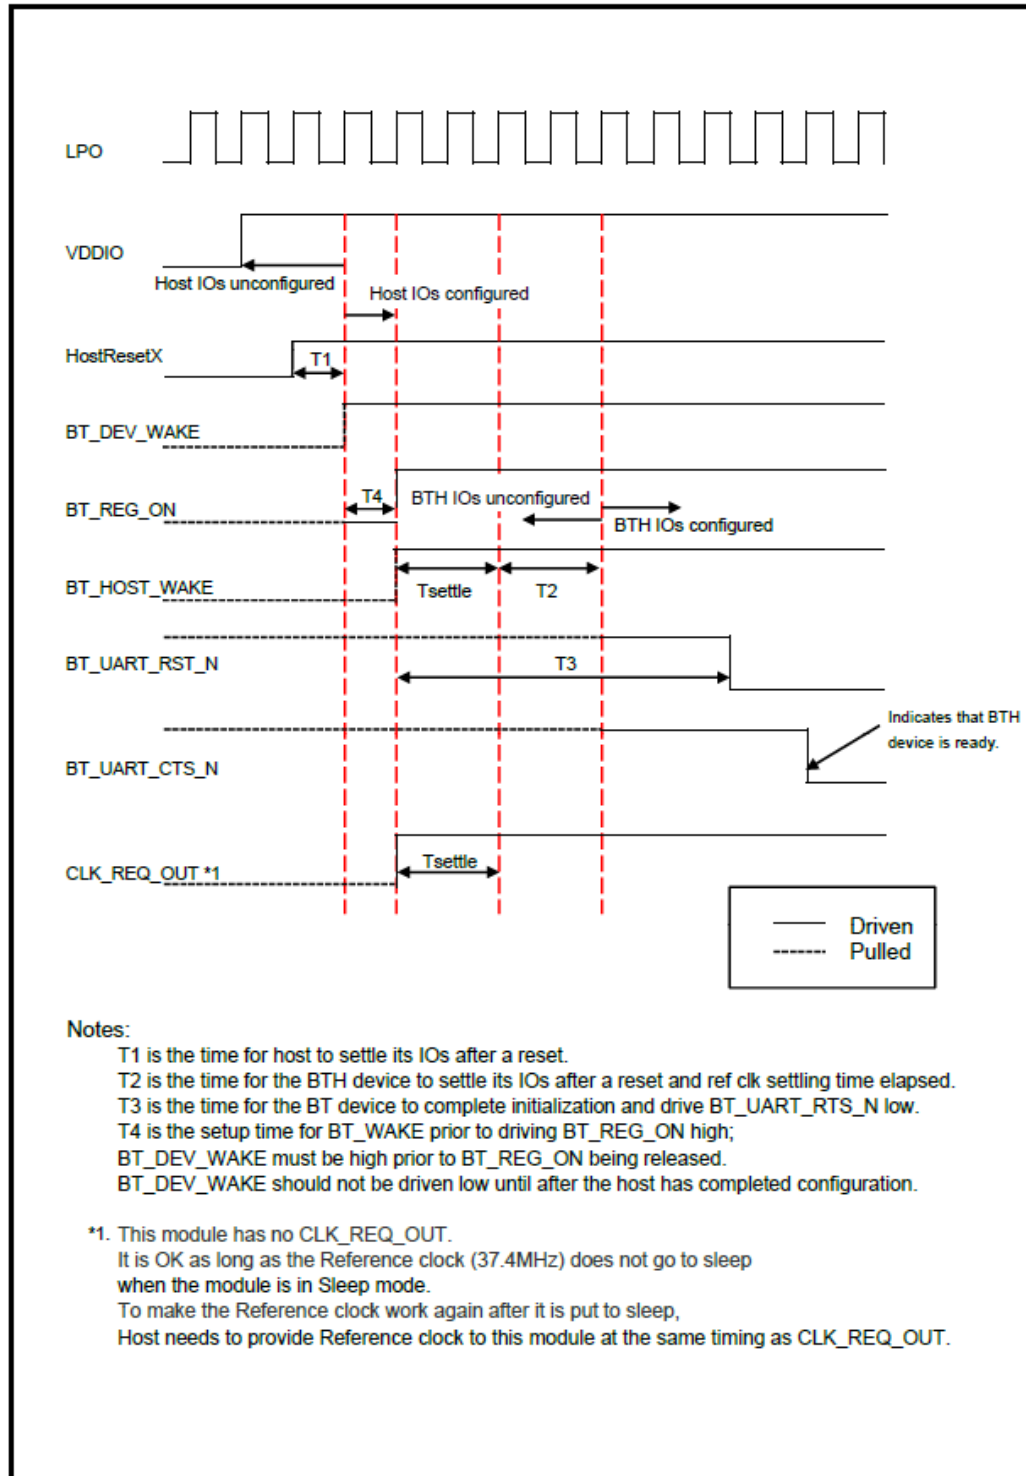 LPO
VDDIO
Host IOs unconfigured
Host IOs configured
HostResetX
T1
BT_DEV_WAKE
T4
BTH IOs unconfigured
BT_REG_ON
BTH IOs configured
BT_HOST_WAKE
Tsettle
T2
BT_UART_RST_N
T3
Indicates that BTH
device is ready.
BT_UART_CTS_N
Tsettle
CLK_REQ_OUT *1
Driven
Pulled
Notes:
T1 is the time for host to settle its IOs after a reset.
T2 is the time for the BTH device to settle its IOs after a reset and ref clk settling time elapsed.
T3 is the time for the BT device to complete initialization and drive BT_UART_RTS_N low.
T4 is the setup time for BT_WAKE prior to driving BT_REG_ON high;
BT_DEV_WAKE must be high prior to BT_REG_ON being released.
BT_DEV_WAKE should not be driven low until after the host has completed configuration.
*1. This module has no CLK_REQ_OUT.
It is OK as long as the Reference clock (37.4MHz) does not go to sleep
when the module is in Sleep mode.
To make the Reference clock work again after it is put to sleep,
Host needs to provide Reference clock to this module at the same timing as CLK_REQ_OUT.